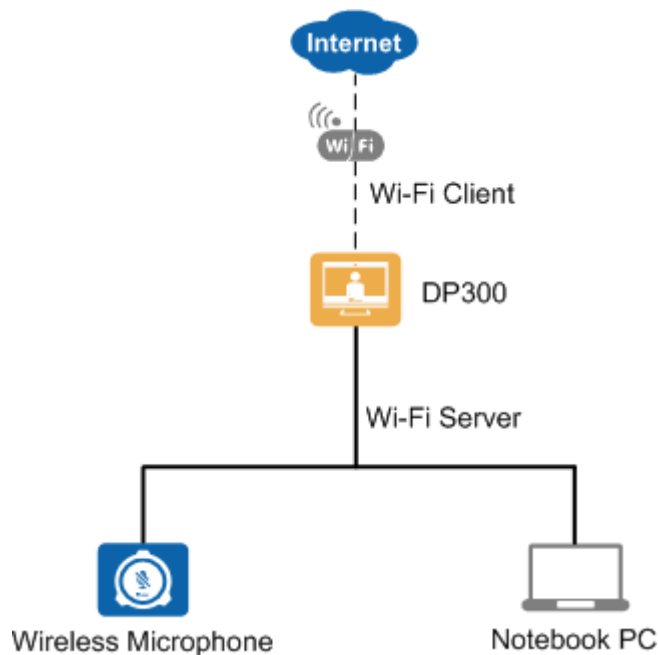 Internet
Wi Fi
Wi-Fi Client
DP300
Wi-Fi Server
Wireless Microphone
Notebook PC